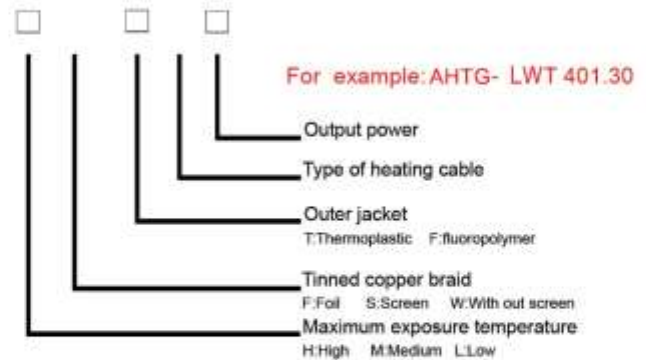 For example: AHTG- LWT 401.30
Output power
Type of heating cable
Outer jacket
T:Thermoplastic F:fluoropolymer
Tinned copper braid
F:Foil S:Screen W:With out screen
Maximum exposure temperature
H:High M:Medium L:Low